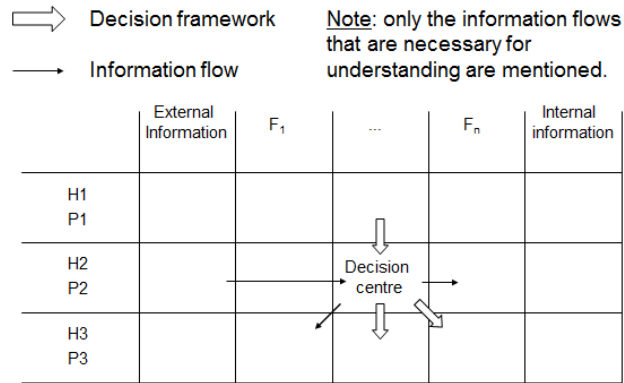 Decision framework
Note: only the information flows
that are necessary for
understanding are mentioned.
Information flow
External
Information
F₁
...
Fₙ
Internal
information
H1
P1
H2
P2
Decision
centre
H3
P3